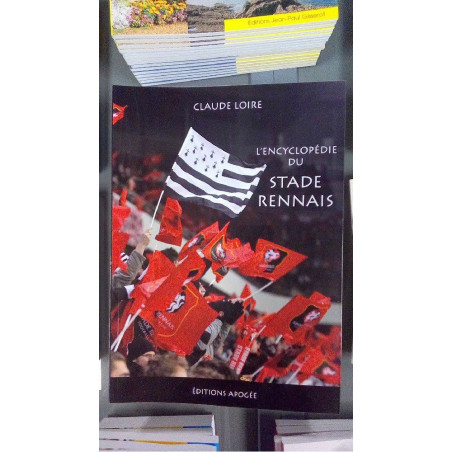 Editions Jean-Paul Gisserot
CLAUDE LOIRE
L'ENCYCLOPÉDIE
DU
STADE
RENNAIS
ÉDITIONS APOGÉE